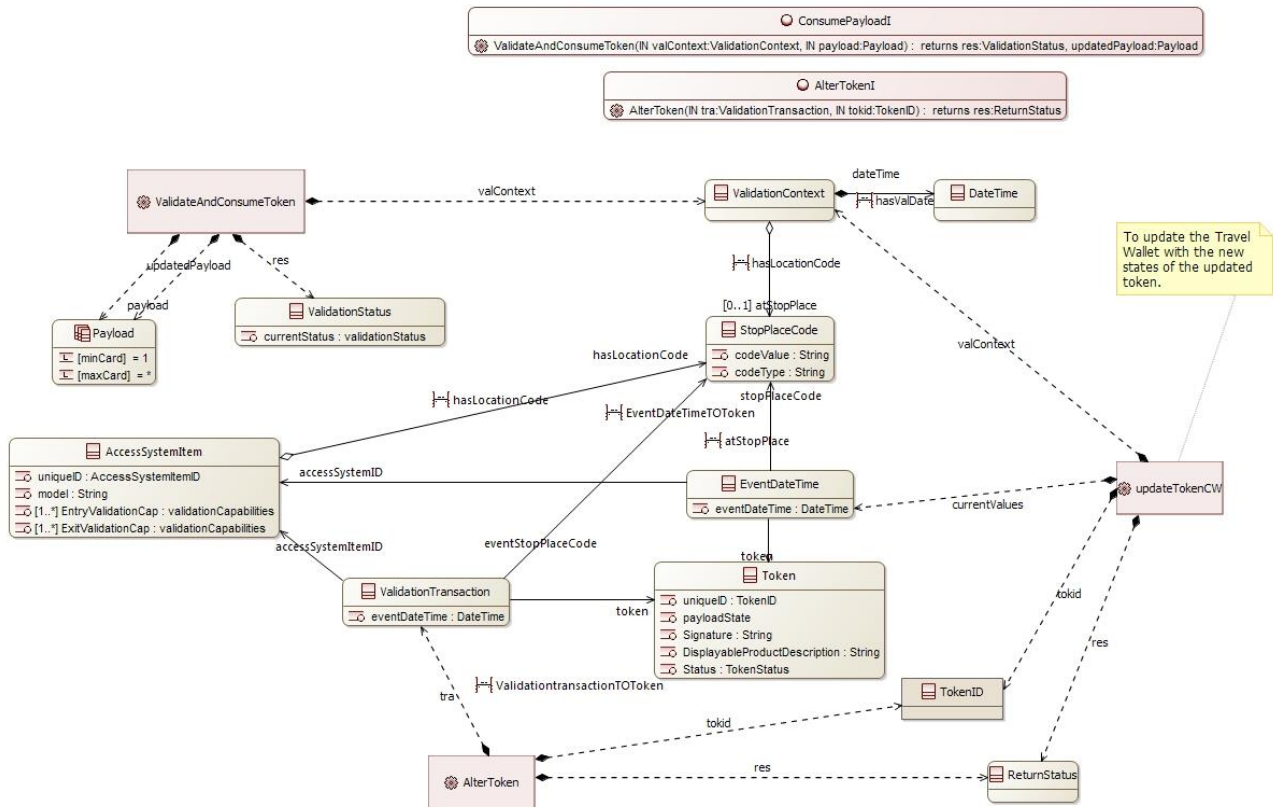 ConsumePayloadI
ValidateAndConsumeToken(IN valContext:ValidationContext, IN payload:Payload) : returns res:ValidationStatus, updatedPayload:Payload
AlterTokenI
AlterToken(IN tra:ValidationTransaction, IN tokid:TokenID) : returns res:ReturnStatus
ValidateAndConsumeToken
valContext
ValidationContext
dateTime
hasValDate
DateTime
To update the Travel
Wallet with the new
states of the updated
token.
updatedPayload
res
payload
hasLocationCode
[0..1] atStopPlace
Payload
[minCard] = 1
[maxCard] = *
ValidationStatus
currentStatus : validationStatus
StopPlaceCode
codeValue : String
codeType : String
valContext
hasLocationCode
hasLocationCode
stopPlaceCode
EventDateTimeTOToken
atStopPlace
AccessSystemItem
uniqueID : AccessSystemItemID
model : String
[1..*] EntryValidationCap : validationCapabilities
[1..*] ExitValidationCap : validationCapabilities
accessSystemID
EventDateTime
eventDateTime : DateTime
currentValues
updateTokenCW
accessSystemItemID
eventStopPlaceCode
token
ValidationTransaction
eventDateTime : DateTime
token
Token
uniqueID : TokenID
payloadState
Signature : String
DisplayableProductDescription : String
Status : TokenStatus
tokid
res
tra
ValidationtransactionTOToken
TokenID
tokid
AlterToken
res
ReturnStatus